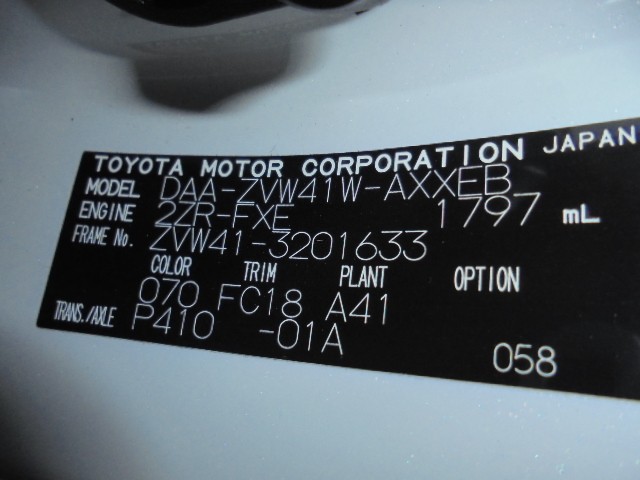 TOYOTA MOTOR CORPORATION JAPAN
MODEL DAA-ZVW41W-AXXEB
ENGINE 2ZR-FXE 1797 mL
FRAME No. ZVW41-3201633
COLOR TRIM PLANT OPTION
070 FC18 A41
TRANS./AXLE P410 -01A
058